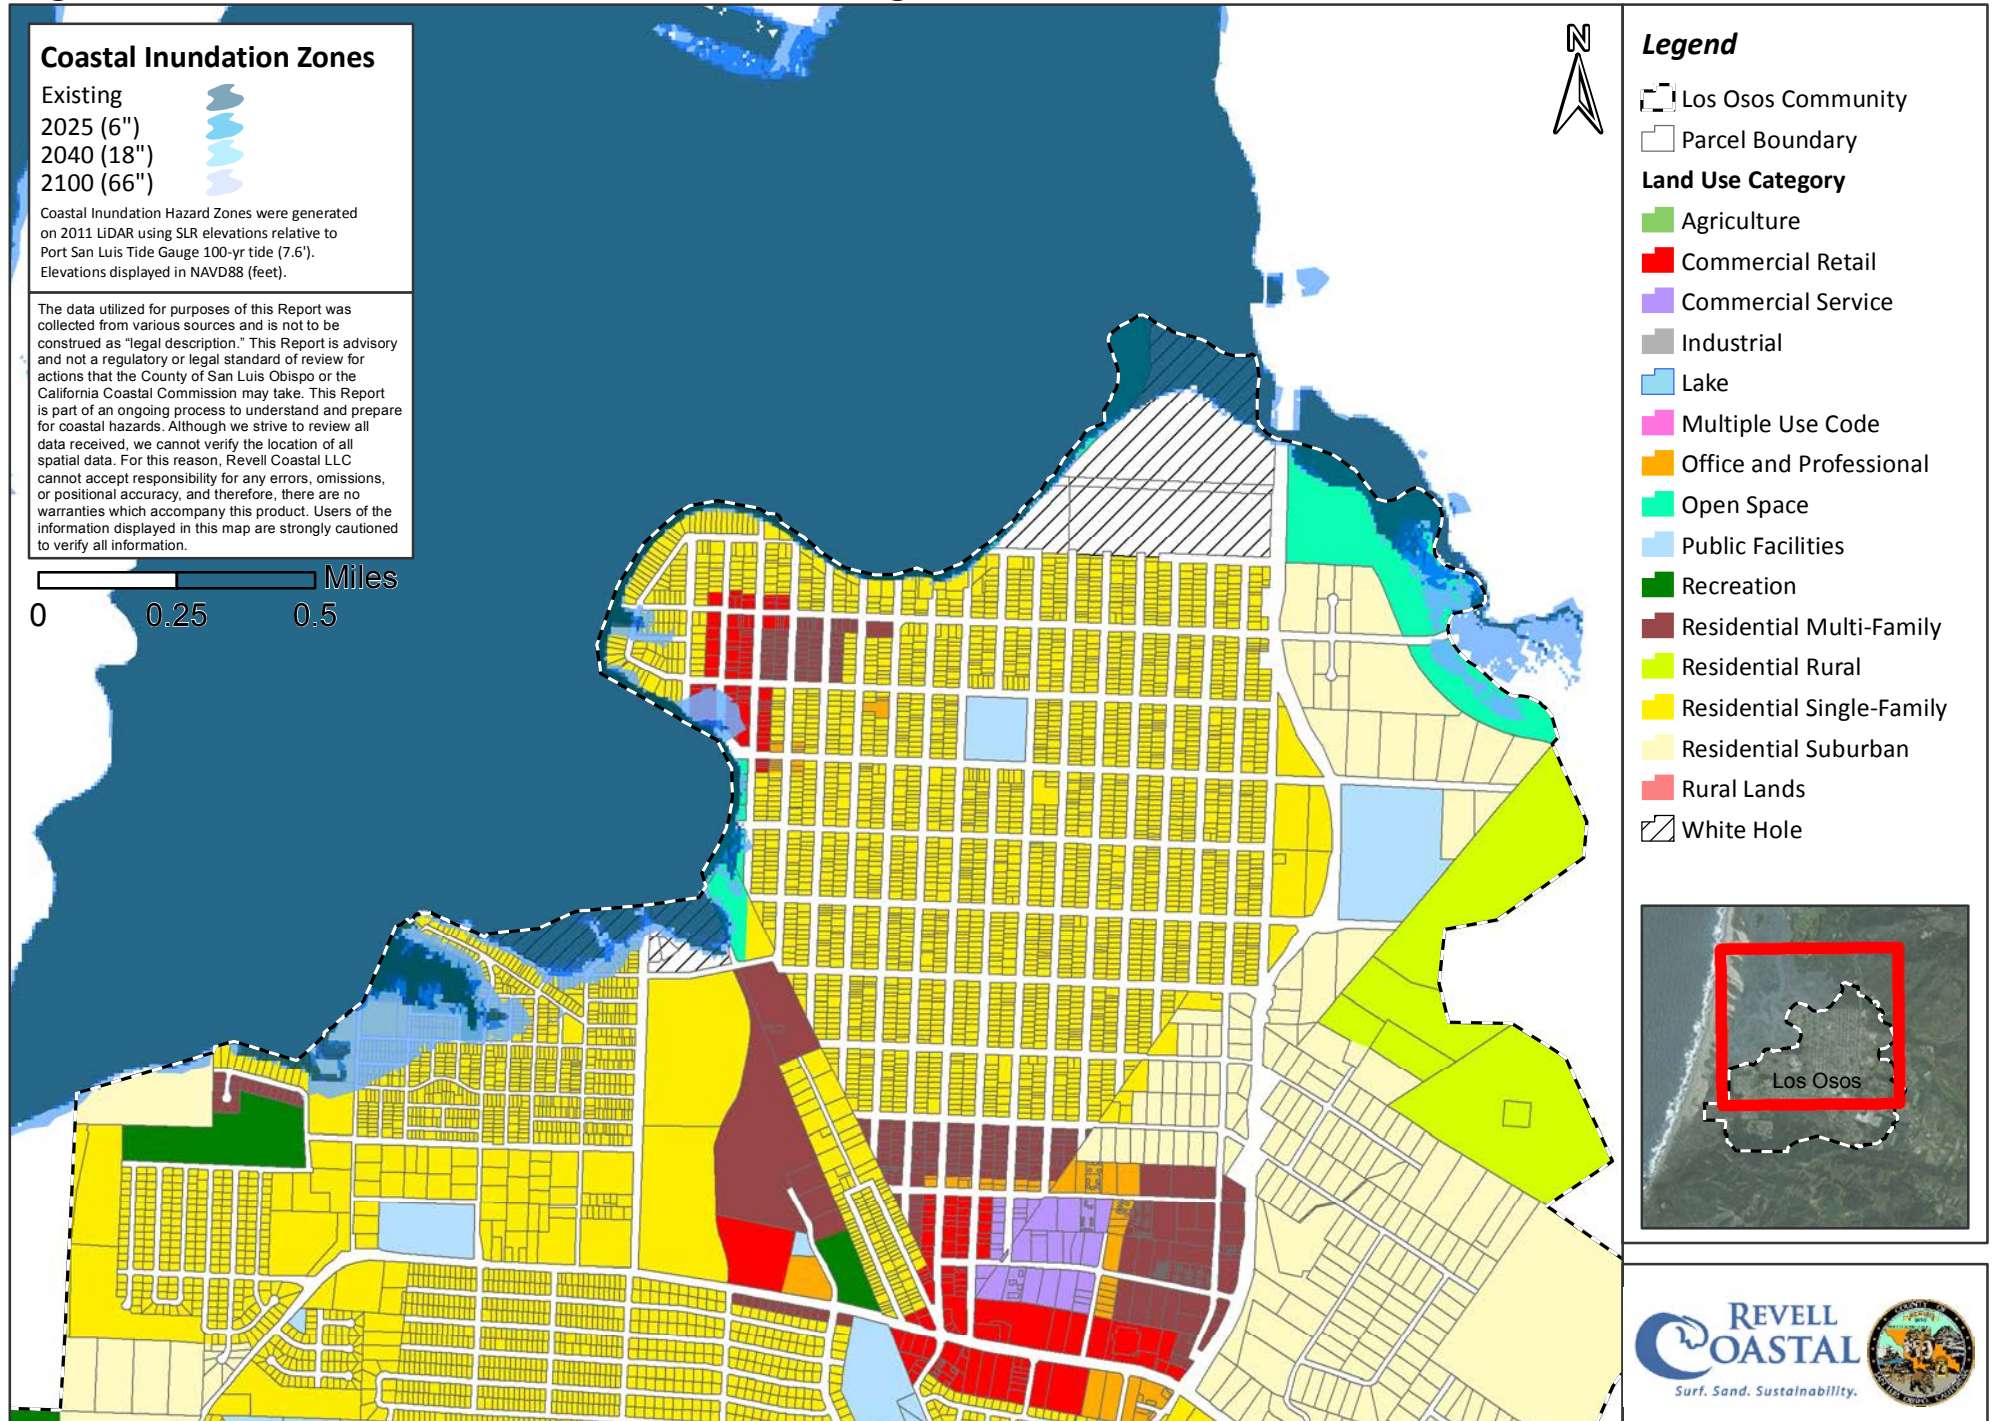 Coastal Inundation Zones
Existing
2025 (6")
2040 (18")
2100 (66")
Coastal Inundation Hazard Zones were generated
on 2011 LiDAR using SLR elevations relative to
Port San Luis Tide Gauge 100-yr tide (7.6').
Elevations displayed in NAVD88 (feet).
The data utilized for purposes of this Report was
collected from various sources and is not to be
construed as “legal description.” This Report is advisory
and not a regulatory or legal standard of review for
actions that the County of San Luis Obispo or the
California Coastal Commission may take. This Report
is part of an ongoing process to understand and prepare
for coastal hazards. Although we strive to review all
data received, we cannot verify the location of all
spatial data. For this reason, Revell Coastal LLC
cannot accept responsibility for any errors, omissions,
or positional accuracy, and therefore, there are no
warranties which accompany this product. Users of the
information displayed in this map are strongly cautioned
to verify all information.
Miles
0 0.25 0.5
N
Legend
Los Osos Community
Parcel Boundary
Land Use Category
Agriculture
Commercial Retail
Commercial Service
Industrial
Lake
Multiple Use Code
Office and Professional
Open Space
Public Facilities
Recreation
Residential Multi-Family
Residential Rural
Residential Single-Family
Residential Suburban
Rural Lands
White Hole
Los Osos
REVELL
COASTAL
Surf. Sand. Sustainability.